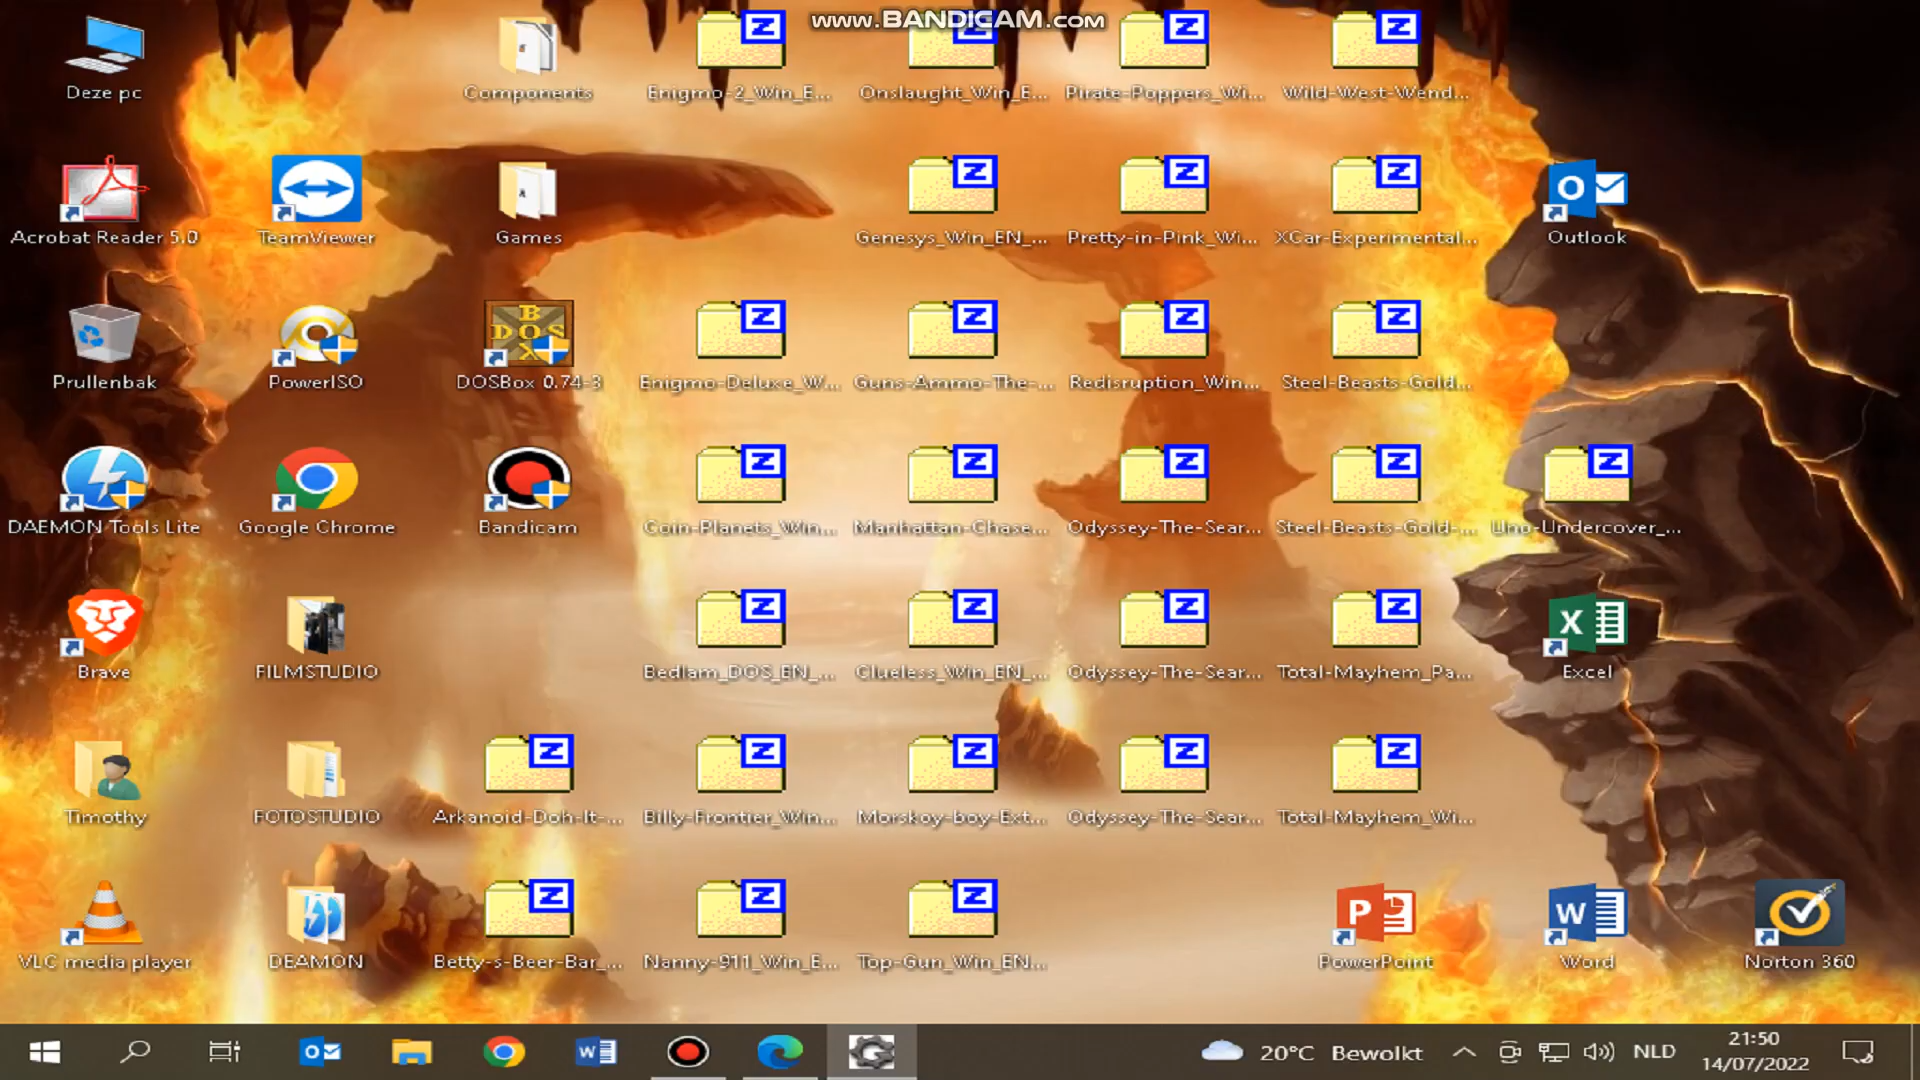 www.BANDICAM.com
Deze pc
Components
Enigmo-2_Win_E...
Onslaught_Win_E...
Pirate-Poppers_Wi...
Wild-West-Wend...
Acrobat Reader 5.0
TeamViewer
Games
Genesys_Win_EN_...
Pretty-in-Pink_Wi...
XCar-Experimental...
Outlook
Prullenbak
PowerISO
DOSBox 0.74-3
Enigmo-Deluxe_W...
Guns-Ammo-The-...
Redisruption_Win...
Steel-Beasts-Gold...
DAEMON Tools Lite
Google Chrome
Bandicam
Coin-Planets_Win...
Manhattan-Chase...
Odyssey-The-Sear...
Steel-Beasts-Gold-...
Uno-Undercover_...
Brave
FILMSTUDIO
Bedlam_DOS_EN_...
Clueless_Win_EN_...
Odyssey-The-Sear...
Total-Mayhem_Pa...
Excel
Timothy
FOTOSTUDIO
Arkanoid-Doh-It-...
Billy-Frontier_Win...
Morskoy-boy-Ext...
Odyssey-The-Sear...
Total-Mayhem_Wi...
VLC media player
DEAMON
Betty-s-Beer-Bar_...
Nanny-911_Win_E...
Top-Gun_Win_EN...
PowerPoint
Word
Norton 360
20°C Bewolkt
NLD
21:50
14/07/2022